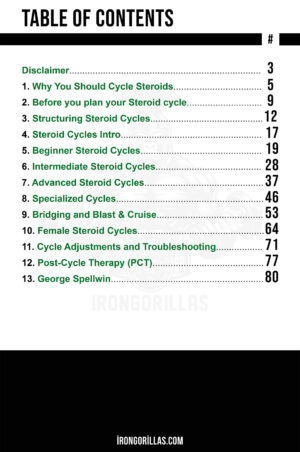 TABLE OF CONTENTS
#
Disclaimer........................................................................ 3
1. Why You Should Cycle Steroids................................. 5
2. Before you plan your Steroid cycle............................ 9
3. Structuring Steroid Cycles.......................................... 12
4. Steroid Cycles Intro..................................................... 17
5. Beginner Steroid Cycles.............................................. 19
6. Intermediate Steroid Cycles........................................ 28
7. Advanced Steroid Cycles............................................ 37
8. Specialized Cycles...................................................... 46
9. Bridging and Blast & Cruise....................................... 53
10. Female Steroid Cycles............................................... 64
11. Cycle Adjustments and Troubleshooting................. 71
12. Post-Cycle Therapy (PCT)......................................... 77
13. George Spellwin......................................................... 80
IRONGORILLAS
IRONGORILLAS.COM